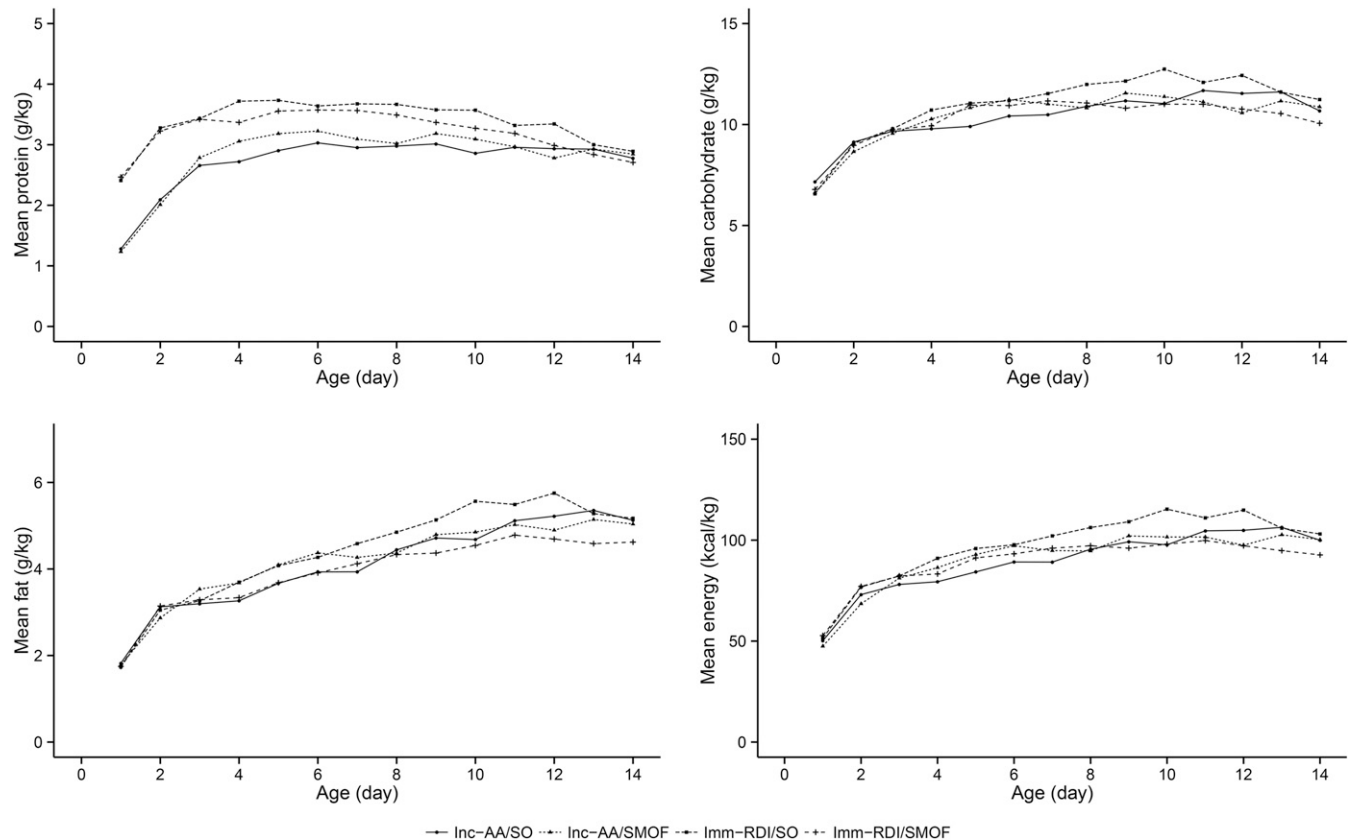 5
4
3
2
1
0
Mean protein (g/kg)
0 2 4 6 8 10 12 14
Age (day)
15
10
5
0
Mean carbohydrate (g/kg)
0 2 4 6 8 10 12 14
Age (day)
6
4
2
0
Mean fat (g/kg)
0 2 4 6 8 10 12 14
Age (day)
150
100
50
0
Mean energy (kcal/kg)
0 2 4 6 8 10 12 14
Age (day)
Inc−AA/SO Inc−AA/SMOF Imm−RDI/SO Imm−RDI/SMOF